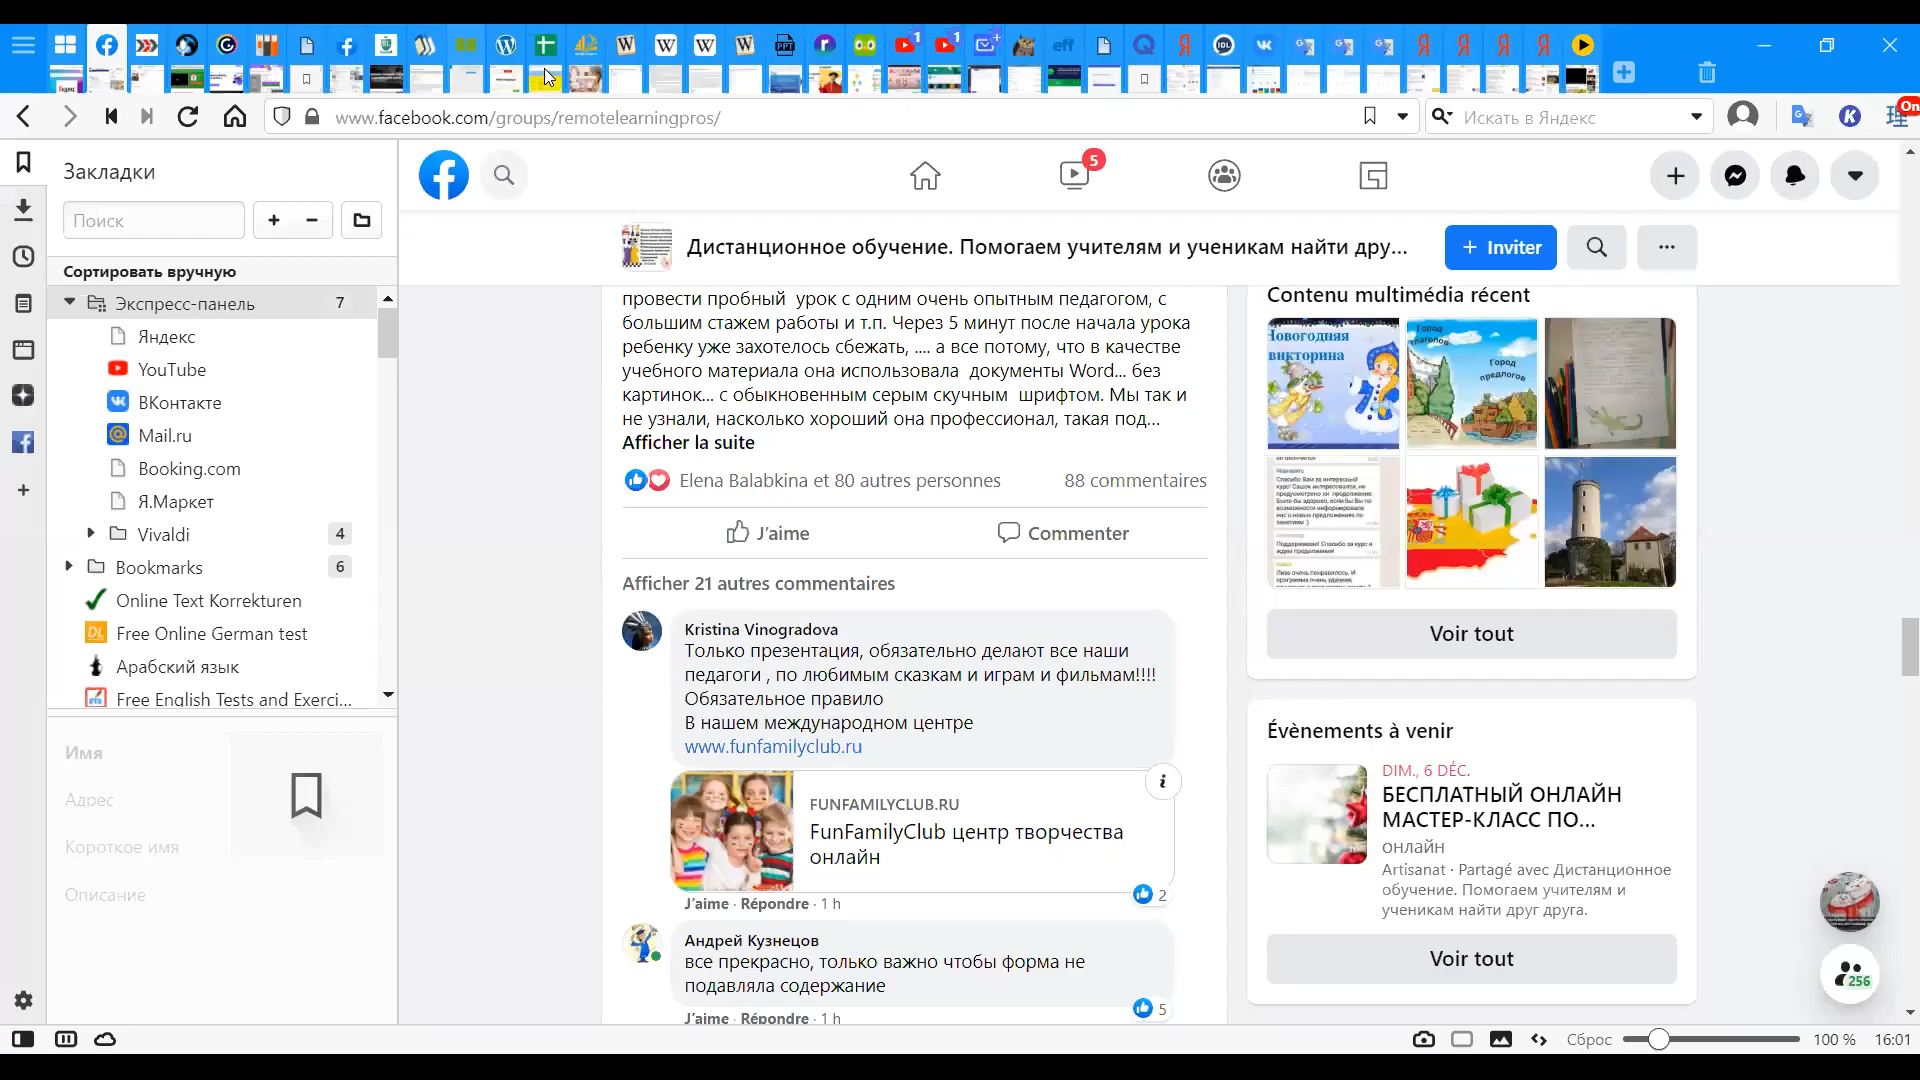 www.facebook.com/groups/remotelearningpros/
Искать в Яндекс
On
Закладки
Поиск
Сортировать вручную
Экспресс-панель 7
Яндекс
YouTube
ВКонтакте
Mail.ru
Booking.com
Я.Маркет
Vivaldi 4
Bookmarks 6
Online Text Korrekturen
Free Online German test
Арабский язык
Free English Tests and Exerci...
Имя
Адрес
Короткое имя
Описание
5
Дистанционное обучение. Помогаем учителям и ученикам найти дру...
+ Inviter
провести пробный урок с одним очень опытным педагогом, с
большим стажем работы и т.п. Через 5 минут после начала урока
ребенку уже захотелось сбежать, .... а все потому, что в качестве
учебного материала она использовала документы Word... без
картинок... с обыкновенным серым скучным шрифтом. Мы так и
не узнали, насколько хороший она профессионал, такая под...
Afficher la suite
Elena Balabkina et 80 autres personnes
88 commentaires
J'aime
Commenter
Afficher 21 autres commentaires
Kristina Vinogradova
Только презентация, обязательно делают все наши
педагоги , по любимым сказкам и играм и фильмам!!!!
Обязательное правило
В нашем международном центре
www.funfamilyclub.ru
FUNFAMILYCLUB.RU
FunFamilyClub центр творчества
онлайн
2
J'aime · Répondre · 1 h
Андрей Кузнецов
все прекрасно, только важно чтобы форма не
подавляла содержание
5
J'aime · Répondre · 1 h
Contenu multimédia récent
Новогодняя
викторина
Город
глаголов
Город
предлогов
Voir tout
Évènements à venir
DIM., 6 DÉC.
БЕСПЛАТНЫЙ ОНЛАЙН
МАСТЕР-КЛАСС ПО...
ОНЛАЙН
Artisanat · Partagé avec Дистанционное
обучение. Помогаем учителям и
ученикам найти друг друга.
Voir tout
256
Сброс
100 %
16:01